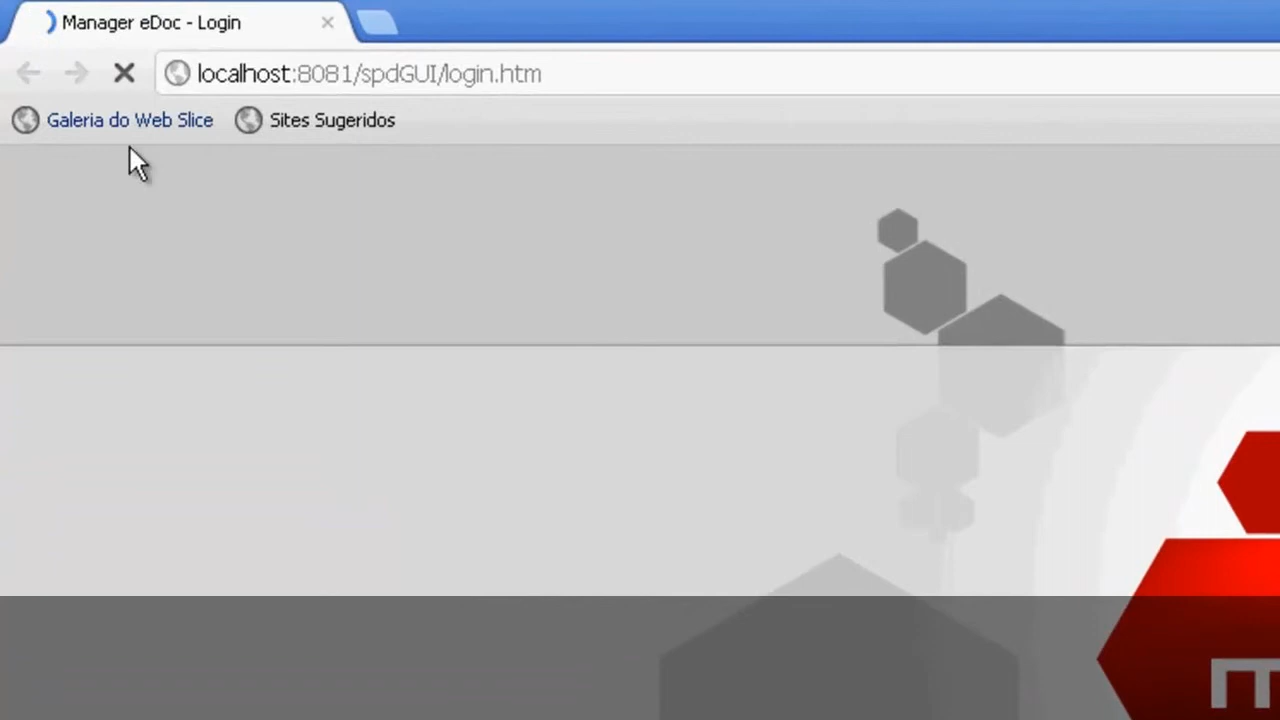 Manager eDoc - Login
localhost:8081/spdGUI/login.htm
Galeria do Web Slice Sites Sugeridos